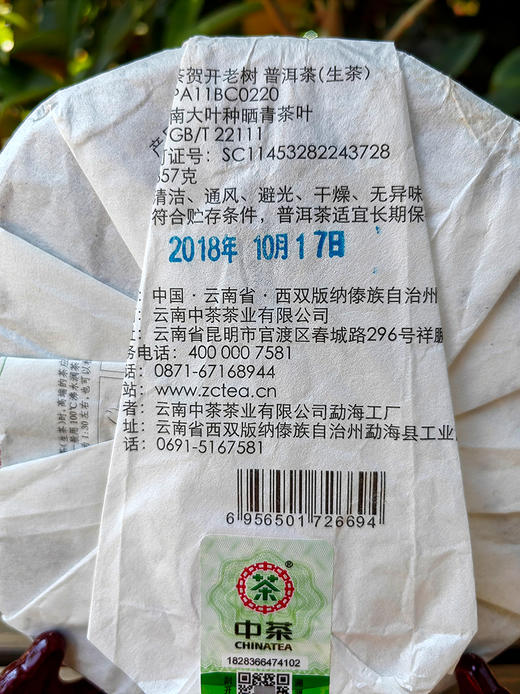 茶贺开老树 普洱茶(生茶)
PA11BC0220
南大叶种晒青茶叶
GB/T 22111
可证号：SC11453282243728
357克
清洁、通风、避光、干燥、无异味
符合贮存条件，普洱茶适宜长期保
2018年 10月17日
：中国·云南省·西双版纳傣族自治州
：云南中茶茶业有限公司
：云南省昆明市官渡区春城路296号祥鹏
务电话：400 000 7581
话：0871-67168944
站：www.zctea.cn
者：云南中茶茶业有限公司勐海工厂
址：云南省西双版纳傣族自治州勐海县工业
话：0691-5167581
6 956501 726694
茶
中茶
CHINATEA
1828366474102